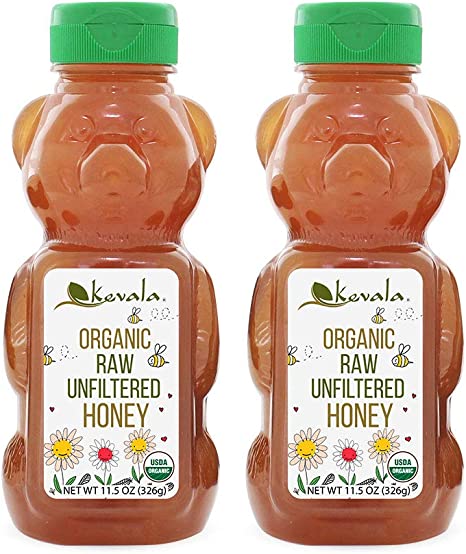 Kevala®
ORGANIC
RAW
UNFILTERED
HONEY
USDA
ORGANIC
NET WT 11.5 OZ (326g)
Kevala®
ORGANIC
RAW
UNFILTERED
HONEY
USDA
ORGANIC
NET WT 11.5 OZ (326g)